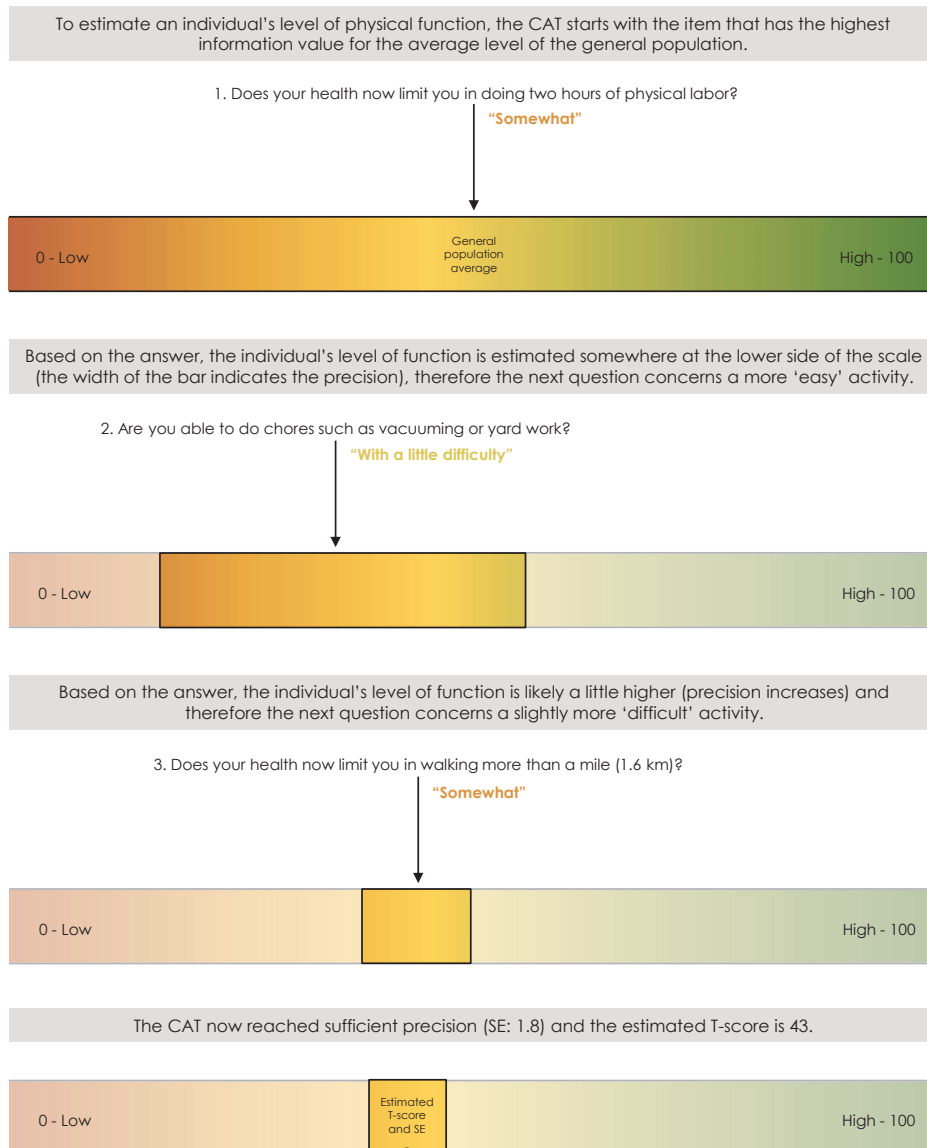 To estimate an individual’s level of physical function, the CAT starts with the item that has the highest
information value for the average level of the general population.
1. Does your health now limit you in doing two hours of physical labor?
“Somewhat”
0 - Low
General
population
average
High - 100
Based on the answer, the individual’s level of function is estimated somewhere at the lower side of the scale
(the width of the bar indicates the precision), therefore the next question concerns a more ‘easy’ activity.
2. Are you able to do chores such as vacuuming or yard work?
“With a little difficulty”
0 - Low
High - 100
Based on the answer, the individual’s level of function is likely a little higher (precision increases) and
therefore the next question concerns a slightly more ‘difficult’ activity.
3. Does your health now limit you in walking more than a mile (1.6 km)?
“Somewhat”
0 - Low
High - 100
The CAT now reached sufficient precision (SE: 1.8) and the estimated T-score is 43.
0 - Low
Estimated
T-score
and SE
High - 100